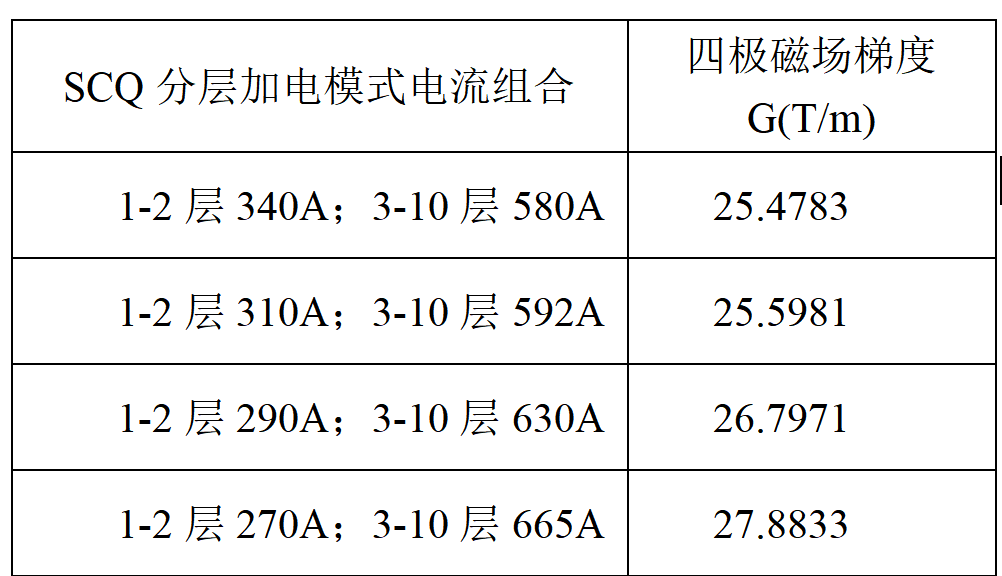 SCQ 分层加电模式电流组合
四极磁场梯度
G(T/m)
1-2 层 340A；3-10 层 580A
25.4783
1-2 层 310A；3-10 层 592A
25.5981
1-2 层 290A；3-10 层 630A
26.7971
1-2 层 270A；3-10 层 665A
27.8833